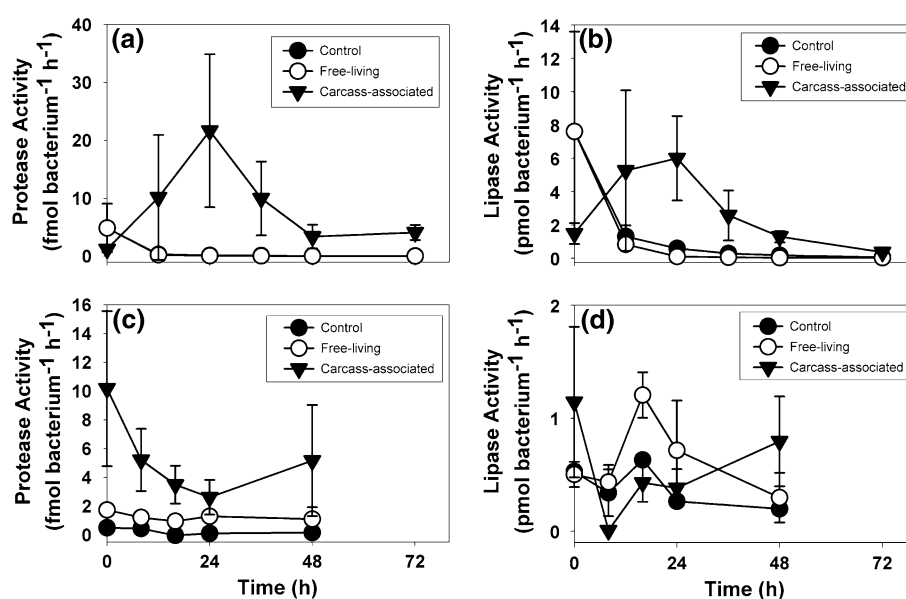 (a)
Control
Free-living
Carcass-associated
Protease Activity
(fmol bacterium⁻¹ h⁻¹)
40
30
20
10
0
(b)
Control
Free-living
Carcass-associated
Lipase Activity
(pmol bacterium⁻¹ h⁻¹)
14
12
10
8
6
4
2
0
(c)
Control
Free-living
Carcass-associated
Protease Activity
(fmol bacterium⁻¹ h⁻¹)
16
14
12
10
8
6
4
2
0
0 24 48 72
Time (h)
(d)
Control
Free-living
Carcass-associated
Lipase Activity
(pmol bacterium⁻¹ h⁻¹)
2
1
0
0 24 48 72
Time (h)